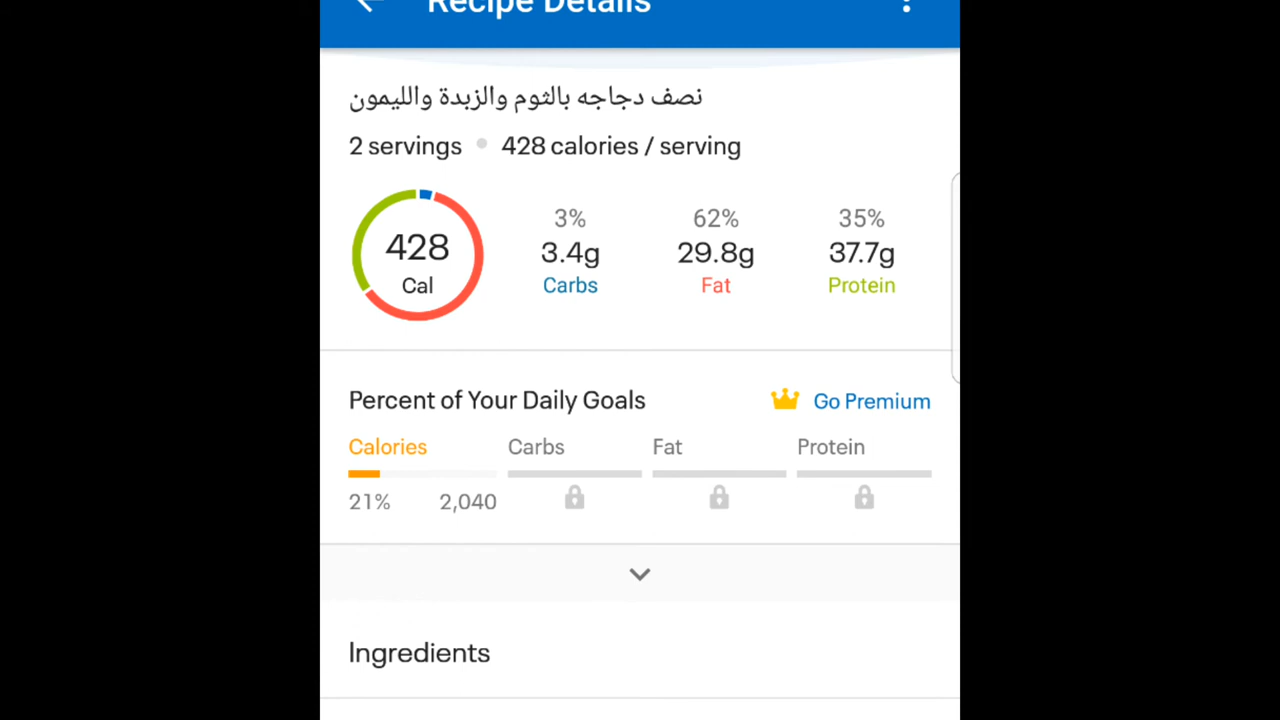 Recipe Details
نصف دجاجه بالثوم والزبدة والليمون
2 servings • 428 calories / serving
428
Cal
3%
3.4g
Carbs
62%
29.8g
Fat
35%
37.7g
Protein
Percent of Your Daily Goals
Go Premium
Calories
Carbs
Fat
Protein
21%
2,040
Ingredients